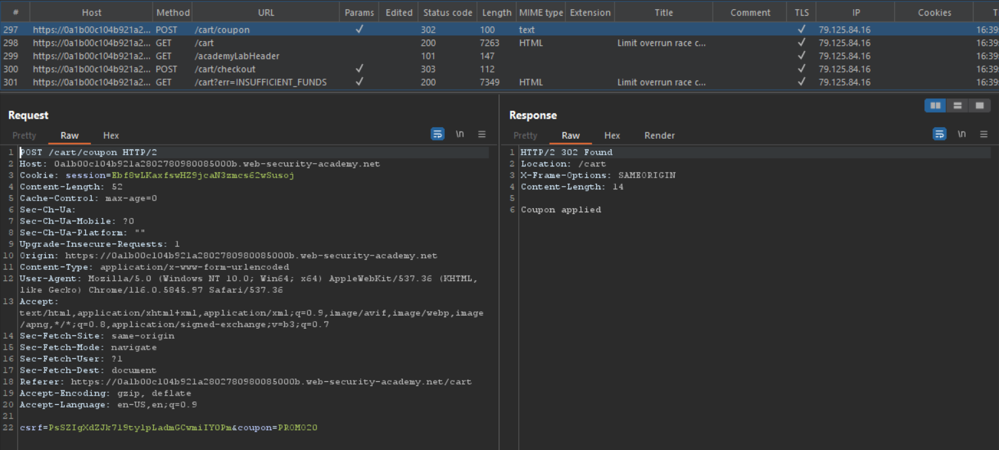 # Host Method URL Params Edited Status code Length MIME type Extension Title Comment TLS IP Cookies T
297 https://0a1b00c104b921a2... POST /cart/coupon ✓ 302 100 text ✓ 79.125.84.16 16:39
298 https://0a1b00c104b921a2... GET /cart 200 7263 HTML Limit overrun race c... ✓ 79.125.84.16 16:39
299 https://0a1b00c104b921a2... GET /academyLabHeader 101 147 ✓ 79.125.84.16 16:39
300 https://0a1b00c104b921a2... POST /cart/checkout ✓ 303 112 ✓ 79.125.84.16 16:39
301 https://0a1b00c104b921a2... GET /cart?err=INSUFFICIENT_FUNDS ✓ 200 7349 HTML Limit overrun race c... ✓ 79.125.84.16 16:39
Request
Pretty Raw Hex \n
1 POST /cart/coupon HTTP/2
2 Host: 0a1b00c104b921a2802780980085000b.web-security-academy.net
3 Cookie: session=Ebf8wLKaxfswHZ9jcaN3zmcs62wSusoj
4 Content-Length: 52
5 Cache-Control: max-age=0
6 Sec-Ch-Ua:
7 Sec-Ch-Ua-Mobile: ?0
8 Sec-Ch-Ua-Platform: ""
9 Upgrade-Insecure-Requests: 1
10 Origin: https://0a1b00c104b921a2802780980085000b.web-security-academy.net
11 Content-Type: application/x-www-form-urlencoded
12 User-Agent: Mozilla/5.0 (Windows NT 10.0; Win64; x64) AppleWebKit/537.36 (KHTML,
like Gecko) Chrome/116.0.5845.97 Safari/537.36
13 Accept:
text/html,application/xhtml+xml,application/xml;q=0.9,image/avif,image/webp,image
/apng,*/*;q=0.8,application/signed-exchange;v=b3;q=0.7
14 Sec-Fetch-Site: same-origin
15 Sec-Fetch-Mode: navigate
16 Sec-Fetch-User: ?1
17 Sec-Fetch-Dest: document
18 Referer: https://0a1b00c104b921a2802780980085000b.web-security-academy.net/cart
19 Accept-Encoding: gzip, deflate
20 Accept-Language: en-US,en;q=0.9
21
22 csrf=PsSZIgXdZJk7l9tylpLadmGCwmiIYOPm&coupon=PROMO20
Response
Pretty Raw Hex Render \n
1 HTTP/2 302 Found
2 Location: /cart
3 X-Frame-Options: SAMEORIGIN
4 Content-Length: 14
5
6 Coupon applied